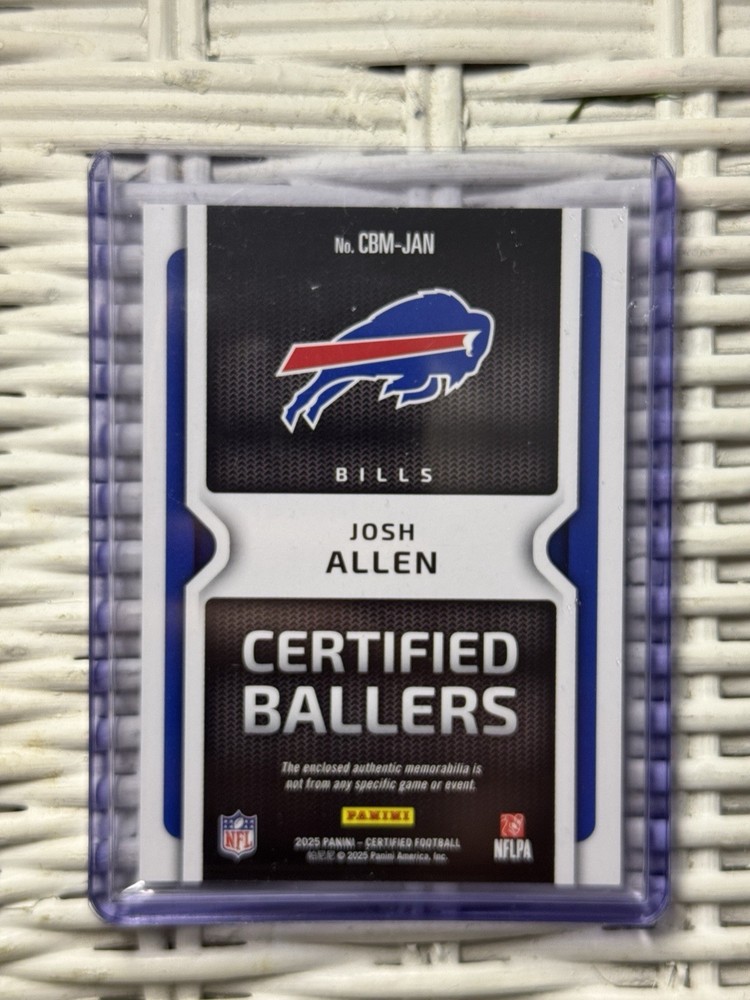 No. CBM-JAN
BILLS
JOSH
ALLEN
CERTIFIED
BALLERS
The enclosed authentic memorabilia is
not from any specific game or event.
PANINI
NFL
2025 PANINI – CERTIFIED FOOTBALL
© 2025 Panini America, Inc.
NFLPA